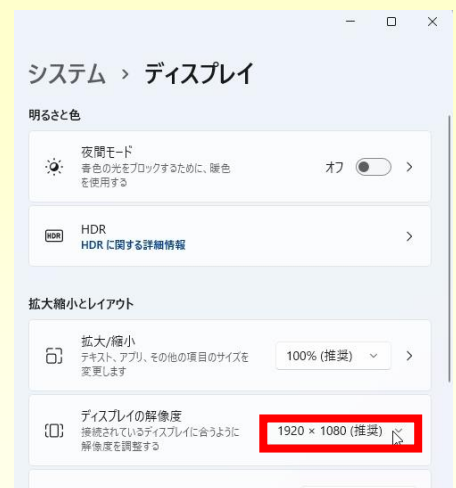 システム › ディスプレイ
明るさと色
夜間モード
青色の光をブロックするために、暖色
を使用する
オフ
HDR
HDR
HDR に関する詳細情報
拡大縮小とレイアウト
拡大/縮小
テキスト、アプリ、その他の項目のサイズを
変更します
100% (推奨)
ディスプレイの解像度
接続されているディスプレイに合うように
解像度を調整する
1920 × 1080 (推奨)